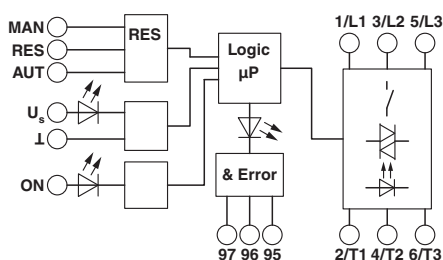 MAN
RES
AUT
RES
Us
⊥
ON
Logic
µP
& Error
97 96 95
1/L1 3/L2 5/L3
2/T1 4/T2 6/T3